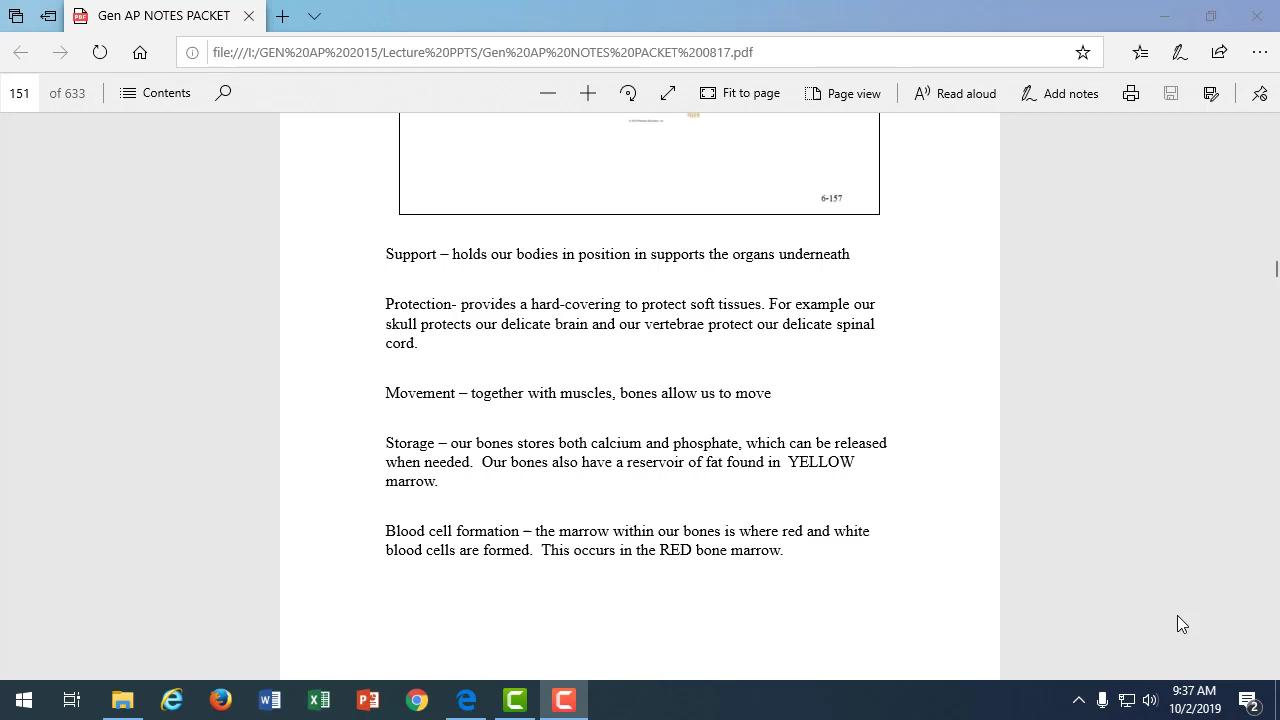 Gen AP NOTES PACKET
file:///I:/GEN%20AP%202015/Lecture%20PPTS/Gen%20AP%20NOTES%20PACKET%200817.pdf
151 of 633 Contents Fit to page Page view Read aloud Add notes
6-157
Support – holds our bodies in position in supports the organs underneath
Protection- provides a hard-covering to protect soft tissues. For example our
skull protects our delicate brain and our vertebrae protect our delicate spinal
cord.
Movement – together with muscles, bones allow us to move
Storage – our bones stores both calcium and phosphate, which can be released
when needed. Our bones also have a reservoir of fat found in YELLOW
marrow.
Blood cell formation – the marrow within our bones is where red and white
blood cells are formed. This occurs in the RED bone marrow.
9:37 AM
10/2/2019
2